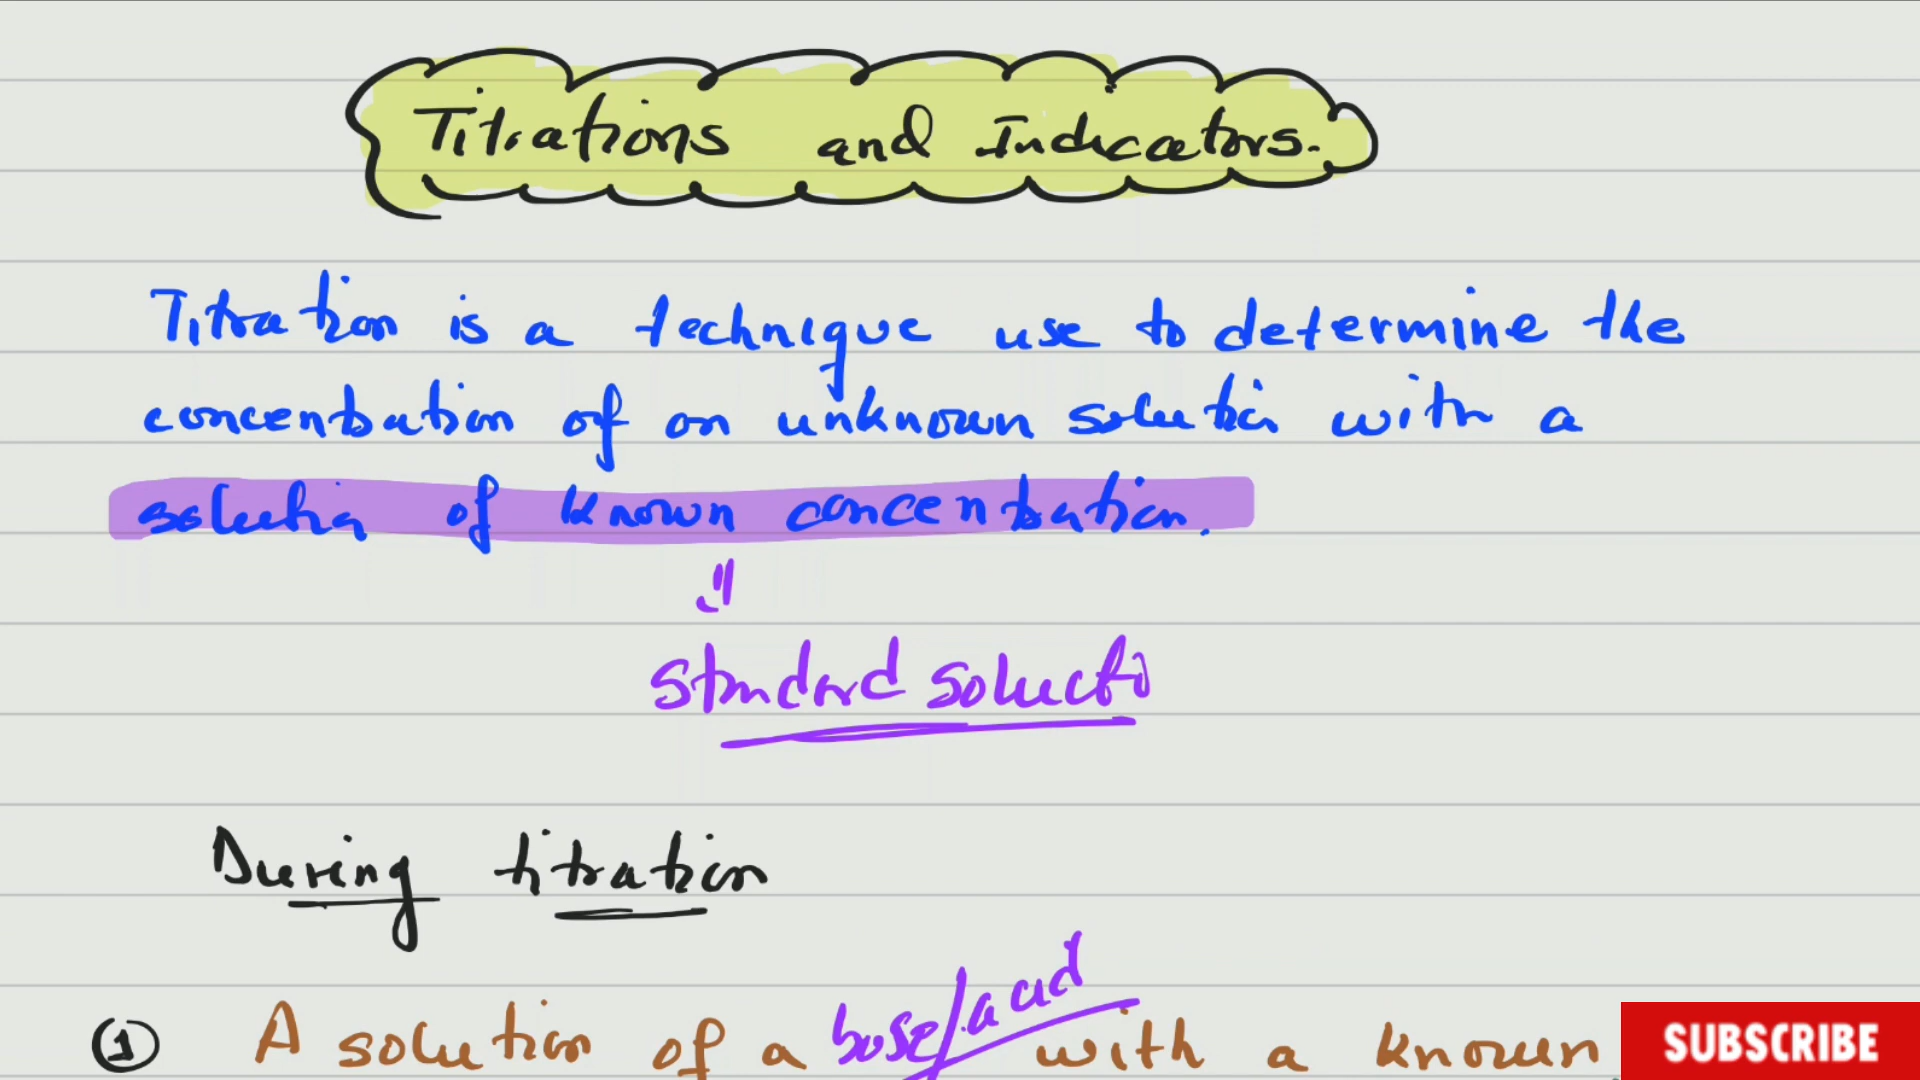 Titrations and Indicators.
Titration is a technique use to determine the
concentration of an unknown solution with a
solution of known concentration.
Standard soluti
During titration
① A solution of a base/acid with a known
SUBSCRIBE